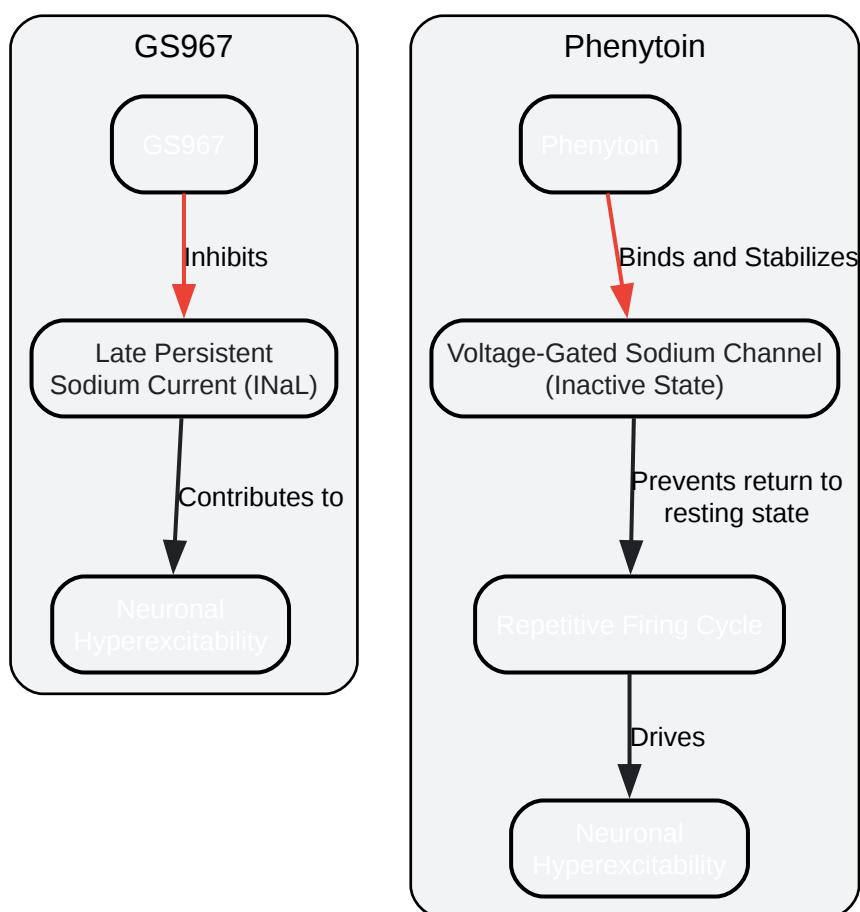 GS967
GS967
Inhibits
Late Persistent
Sodium Current (INaL)
Contributes to
Neuronal
Hyperexcitability
Phenytoin
Phenytoin
Binds and Stabilizes
Voltage-Gated Sodium Channel
(Inactive State)
Prevents return to
resting state
Repetitive Firing Cycle
Drives
Neuronal
Hyperexcitability